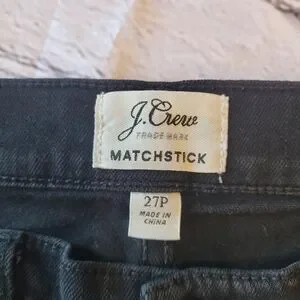 J.Crew
TRADE MARK
MATCHSTICK
27P
MADE IN
CHINA